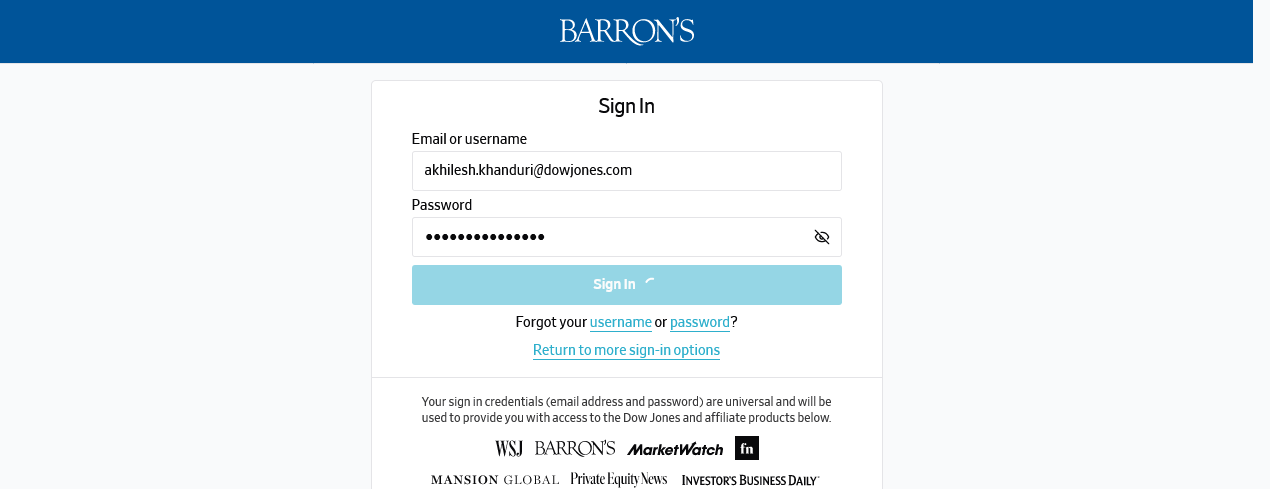 BARRON'S
Sign In
Email or username
akhilesh.khanduri@dowjones.com
Password
Sign In
Forgot your username or password?
Return to more sign-in options
Your sign in credentials (email address and password) are universal and will be
used to provide you with access to the Dow Jones and affiliate products below.
WSJ BARRON'S MarketWatch fn
MANSION GLOBAL Private Equity News INVESTOR'S BUSINESS DAILY